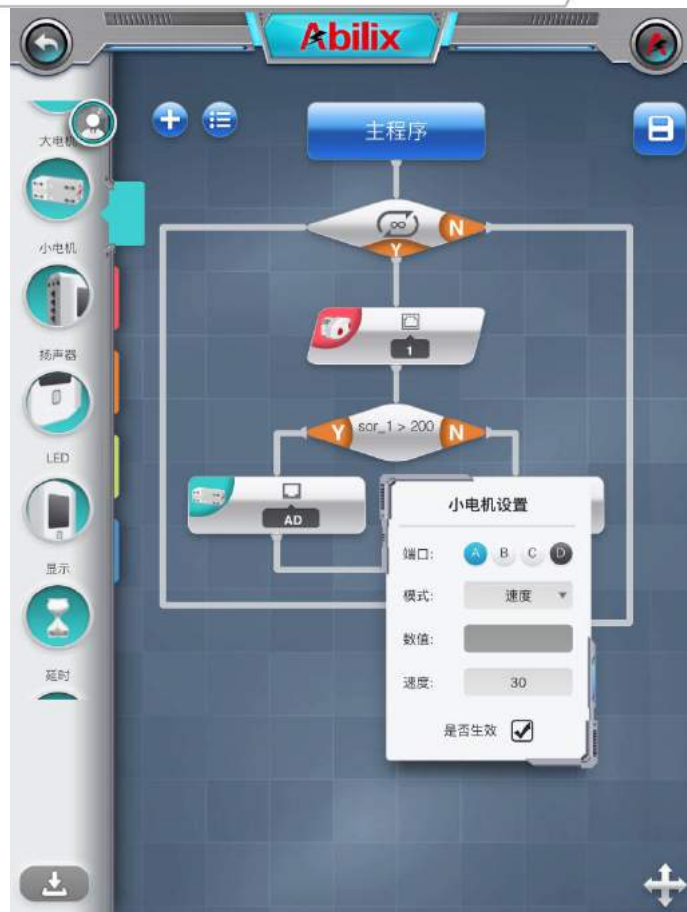 Abilix
主程序
大电机
小电机
扬声器
LED
显示
延时
N
Y
1
Y
sor_1 > 200
N
AD
小电机设置
端口: A B C D
模式: 速度
数值:
速度: 30
是否生效